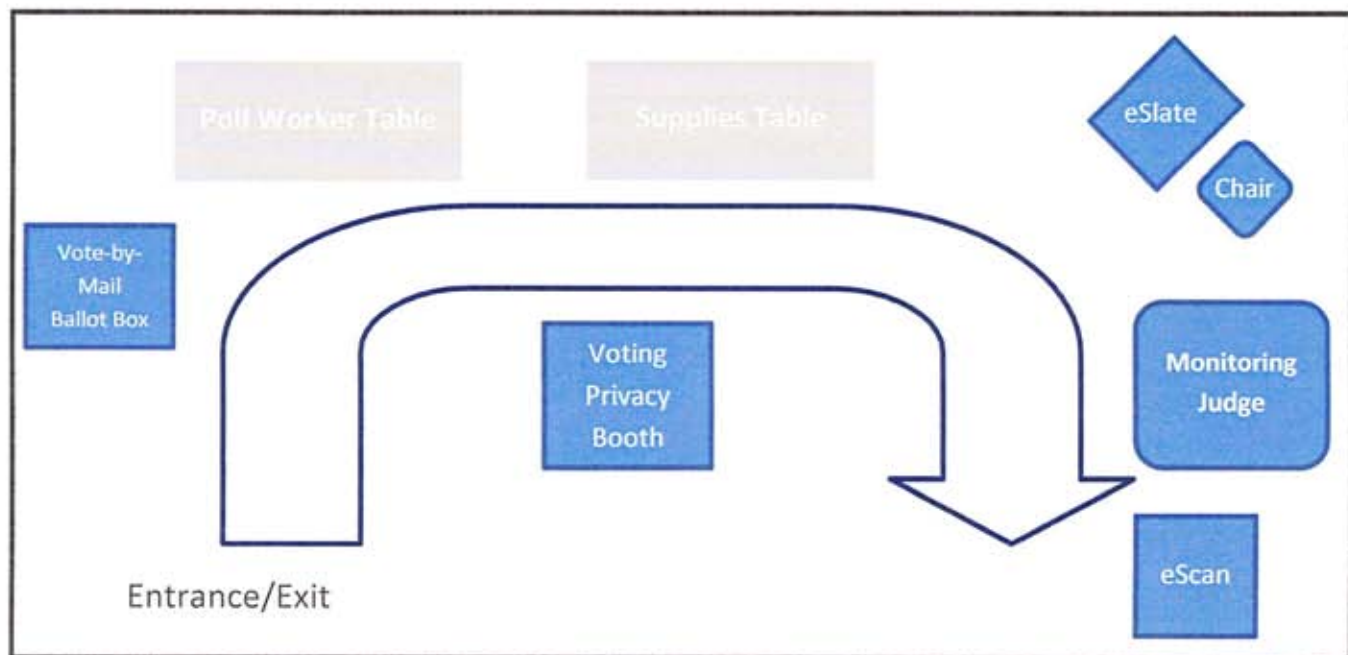 Poll Worker Table
Supplies Table
eSlate
Chair
Vote-by-
Mail
Ballot Box
Voting
Privacy
Booth
Monitoring
Judge
eScan
Entrance/Exit